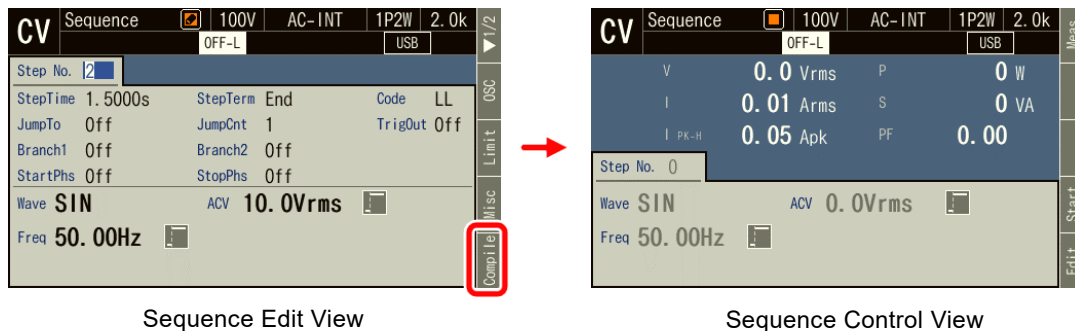 CV Sequence 100V AC-INT 1P2W 2.0k ▼1/2
OFF-L USB
Step No. 2
StepTime 1.5000s StepTerm End Code LL OSC
JumpTo Off JumpCnt 1 TrigOut Off
Branch1 Off Branch2 Off Limit
StartPhs Off StopPhs Off
Wave SIN ACV 10.0Vrms Misc
Freq 50.00Hz Compile
Sequence Edit View
CV Sequence 100V AC-INT 1P2W 2.0k Meas
OFF-L USB
V 0.0 Vrms P 0 W
I 0.01 Arms S 0 VA
I PK-H 0.05 Apk PF 0.00
Step No. 0
Wave SIN ACV 0.0Vrms Start
Freq 50.00Hz Edit
Sequence Control View